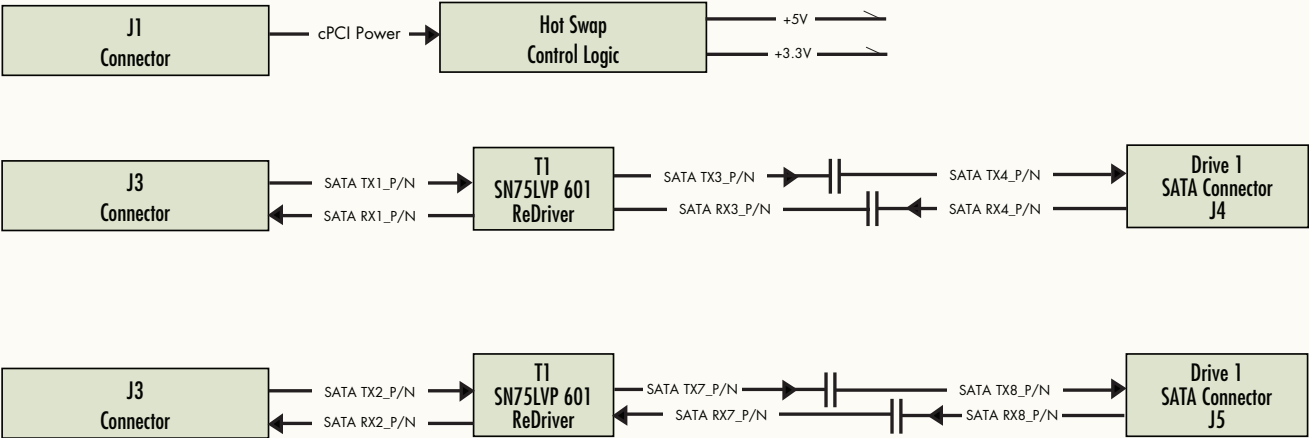 J1
Connector
cPCI Power
Hot Swap
Control Logic
+5V
+3.3V
J3
Connector
SATA TX1_P/N
SATA RX1_P/N
T1
SN75LVP 601
ReDriver
SATA TX3_P/N
SATA RX3_P/N
SATA TX4_P/N
SATA RX4_P/N
Drive 1
SATA Connector
J4
J3
Connector
SATA TX2_P/N
SATA RX2_P/N
T1
SN75LVP 601
ReDriver
SATA TX7_P/N
SATA RX7_P/N
SATA TX8_P/N
SATA RX8_P/N
Drive 1
SATA Connector
J5